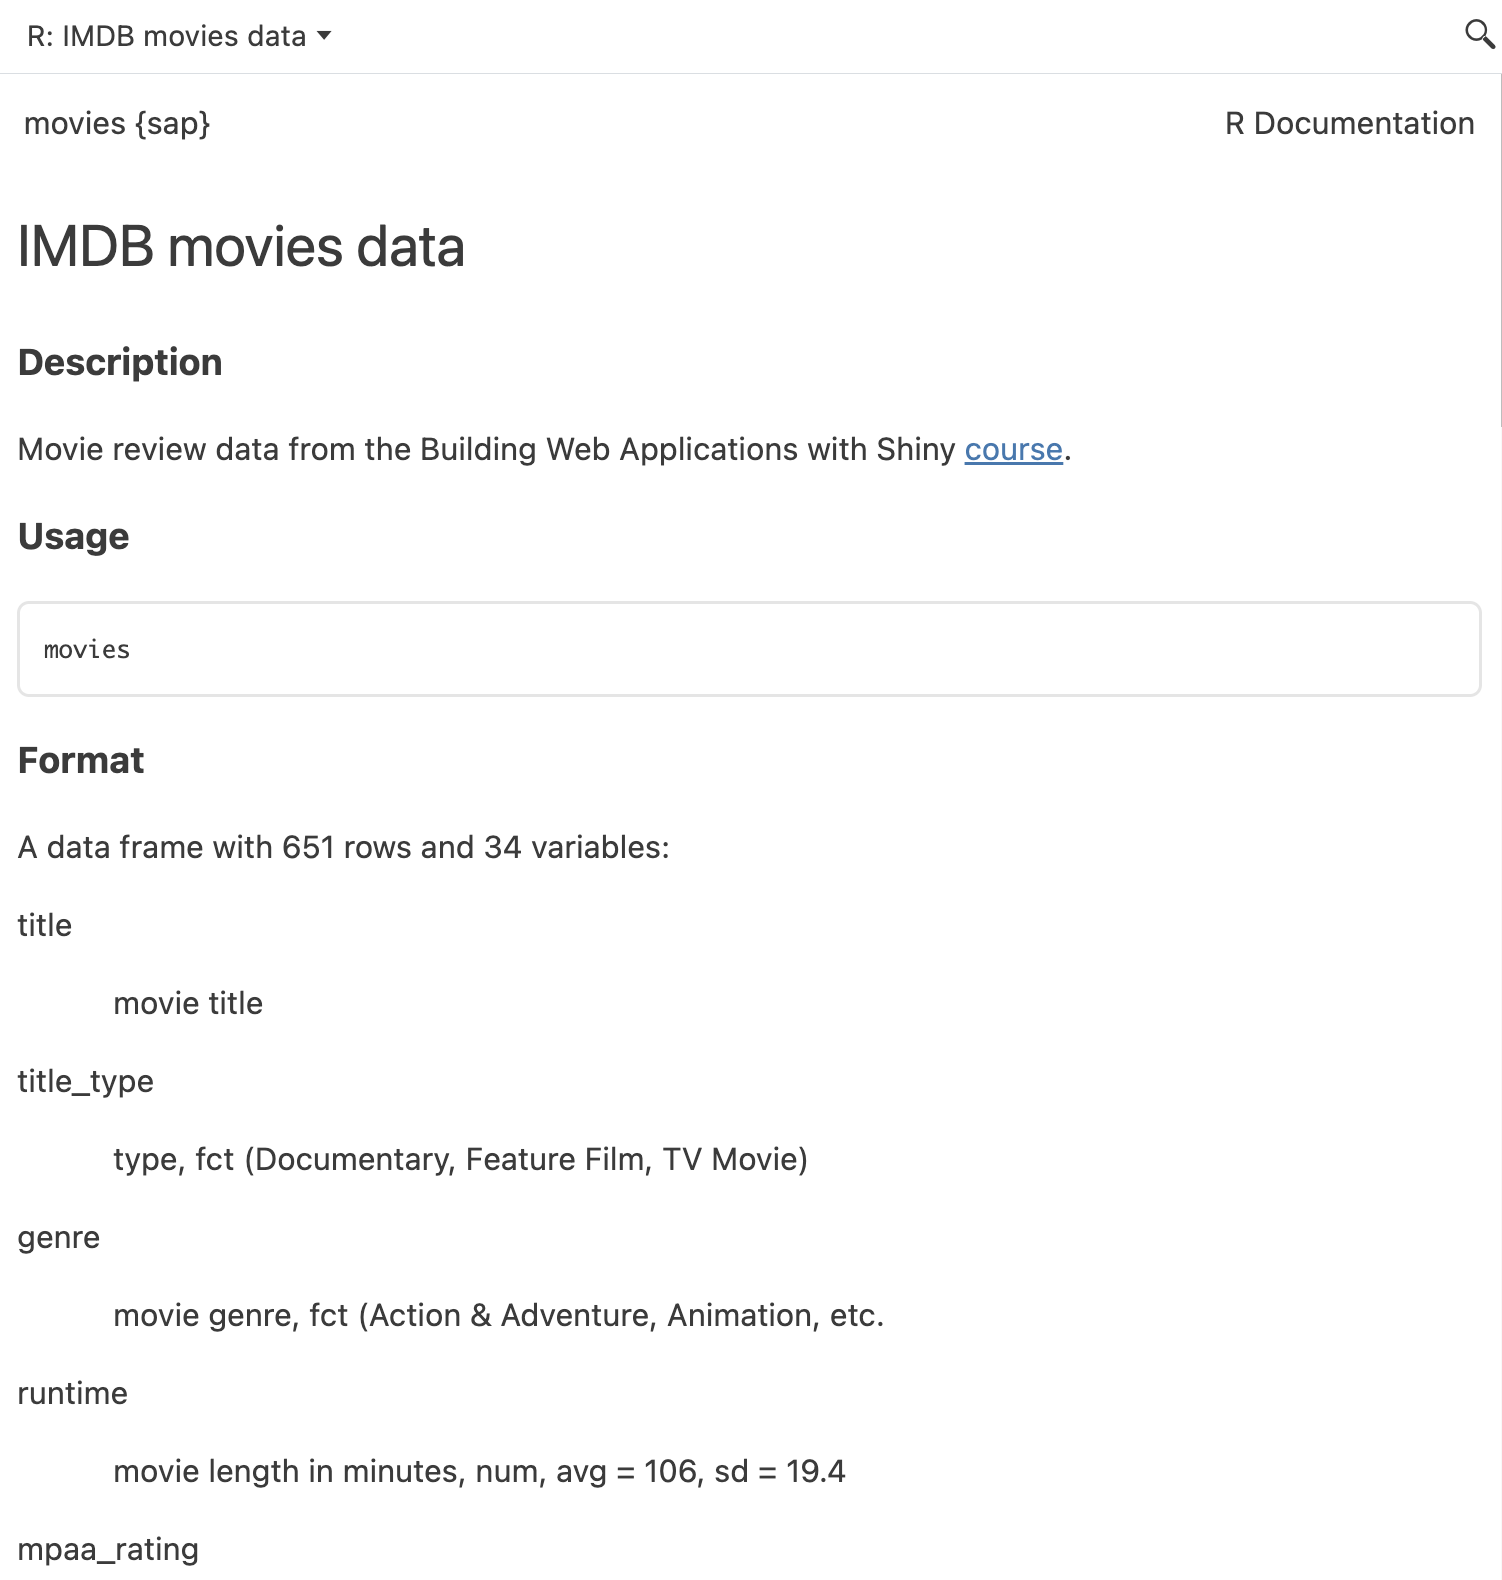 R: IMDB movies data
movies {sap}
R Documentation
IMDB movies data
Description
Movie review data from the Building Web Applications with Shiny course.
Usage
movies
Format
A data frame with 651 rows and 34 variables:
title
movie title
title_type
type, fct (Documentary, Feature Film, TV Movie)
genre
movie genre, fct (Action & Adventure, Animation, etc.
runtime
movie length in minutes, num, avg = 106, sd = 19.4
mpaa_rating